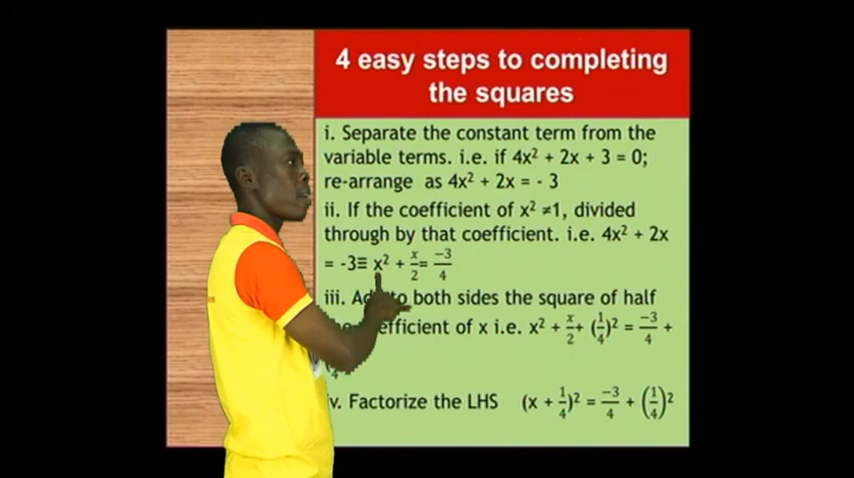 4 easy steps to completing
the squares
i. Separate the constant term from the
variable terms. i.e. if 4x² + 2x + 3 = 0;
re-arrange as 4x² + 2x = - 3
ii. If the coefficient of x² ≠1, divided
through by that coefficient. i.e. 4x² + 2x
= -3≡ x² + x/2 = -3/4
iii. to both sides the square of half
of x i.e. x² + x/2 + (1/4)² = -3/4 +
iv. Factorize the LHS (x + 1/4)² = -3/4 + (1/4)²